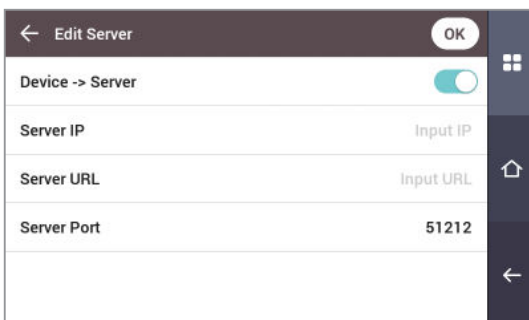 Edit Server
OK
Device -> Server
Server IP
Input IP
Server URL
Input URL
Server Port
51212